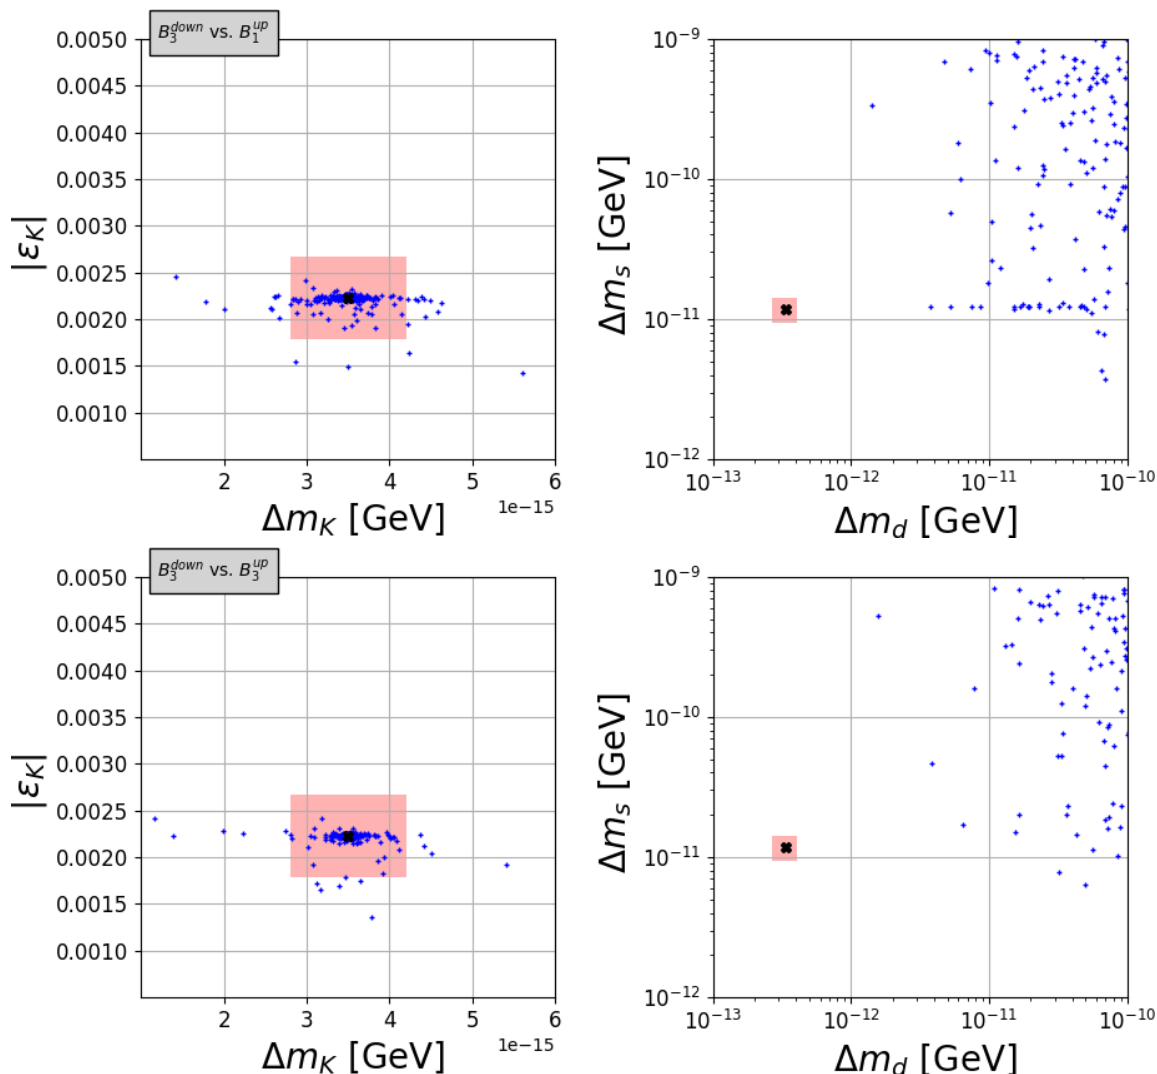 B_3^{down} vs. B_1^{up}
0.0050
0.0045
0.0040
0.0035
0.0030
0.0025
0.0020
0.0015
0.0010
|ε_K|
2 3 4 5 6
1e−15
Δm_K [GeV]
10^{−9}
10^{−10}
10^{−11}
10^{−12}
Δm_s [GeV]
10^{−13} 10^{−12} 10^{−11} 10^{−10}
Δm_d [GeV]
B_3^{down} vs. B_3^{up}
0.0050
0.0045
0.0040
0.0035
0.0030
0.0025
0.0020
0.0015
0.0010
|ε_K|
2 3 4 5 6
1e−15
Δm_K [GeV]
10^{−9}
10^{−10}
10^{−11}
10^{−12}
Δm_s [GeV]
10^{−13} 10^{−12} 10^{−11} 10^{−10}
Δm_d [GeV]